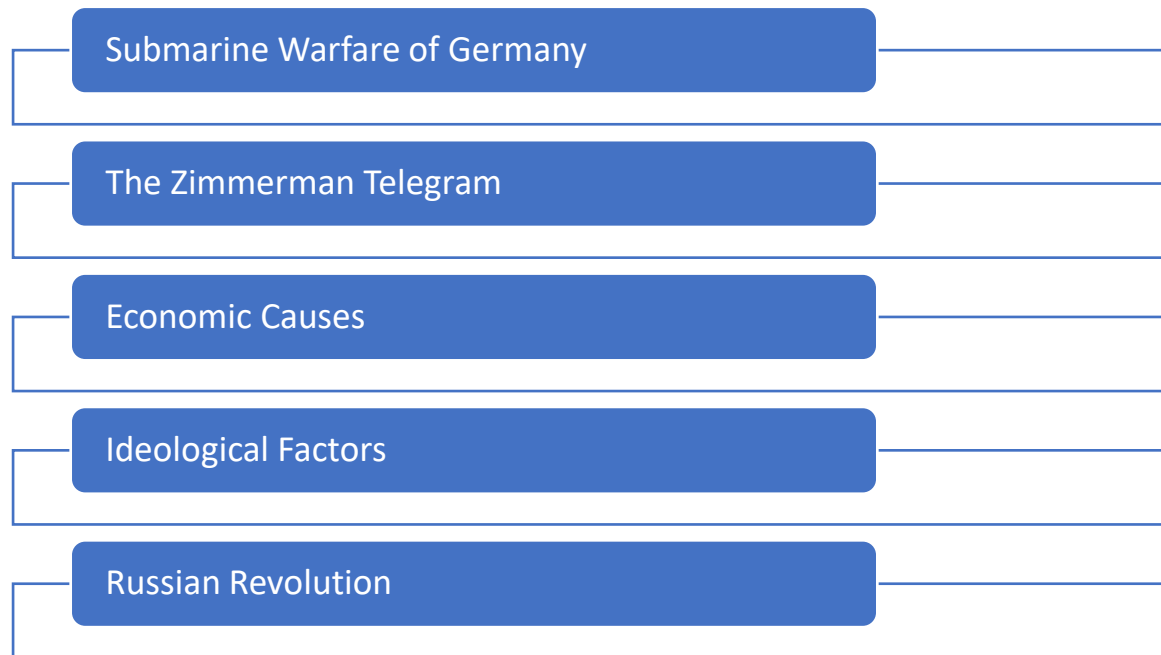 Submarine Warfare of Germany
The Zimmerman Telegram
Economic Causes
Ideological Factors
Russian Revolution